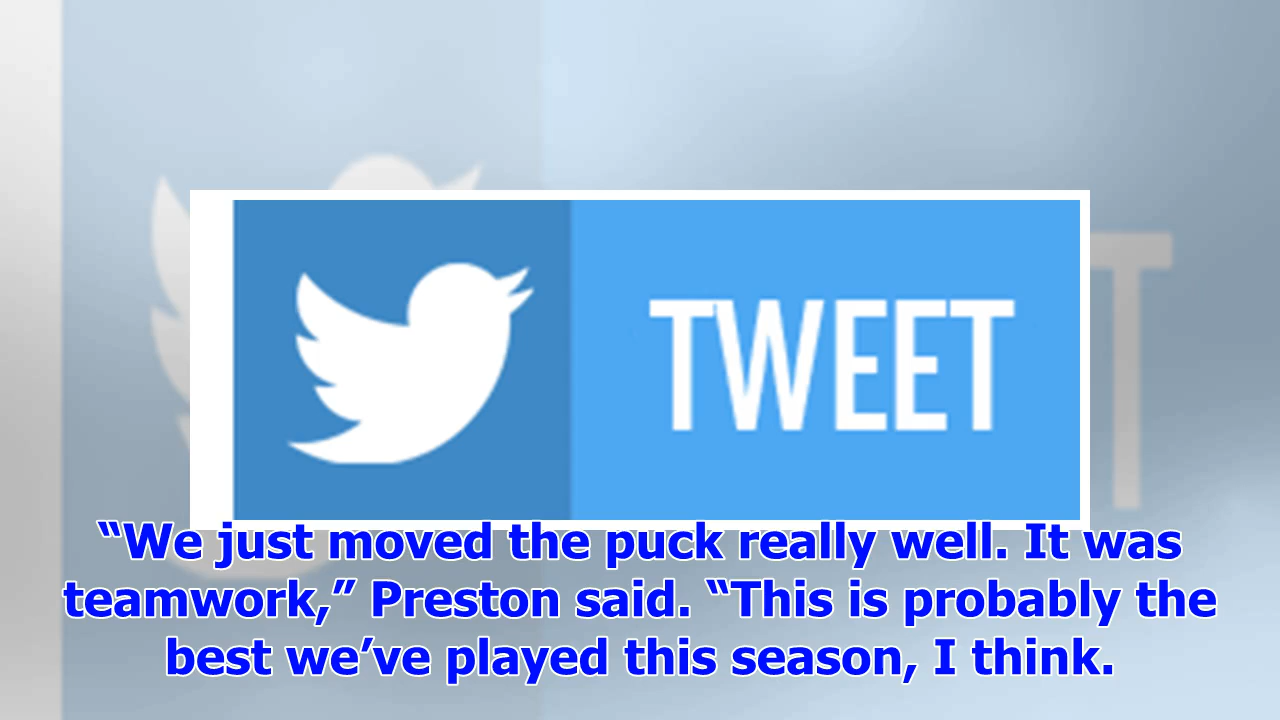 TWEET
“We just moved the puck really well. It was
teamwork,” Preston said. “This is probably the
best we’ve played this season, I think.